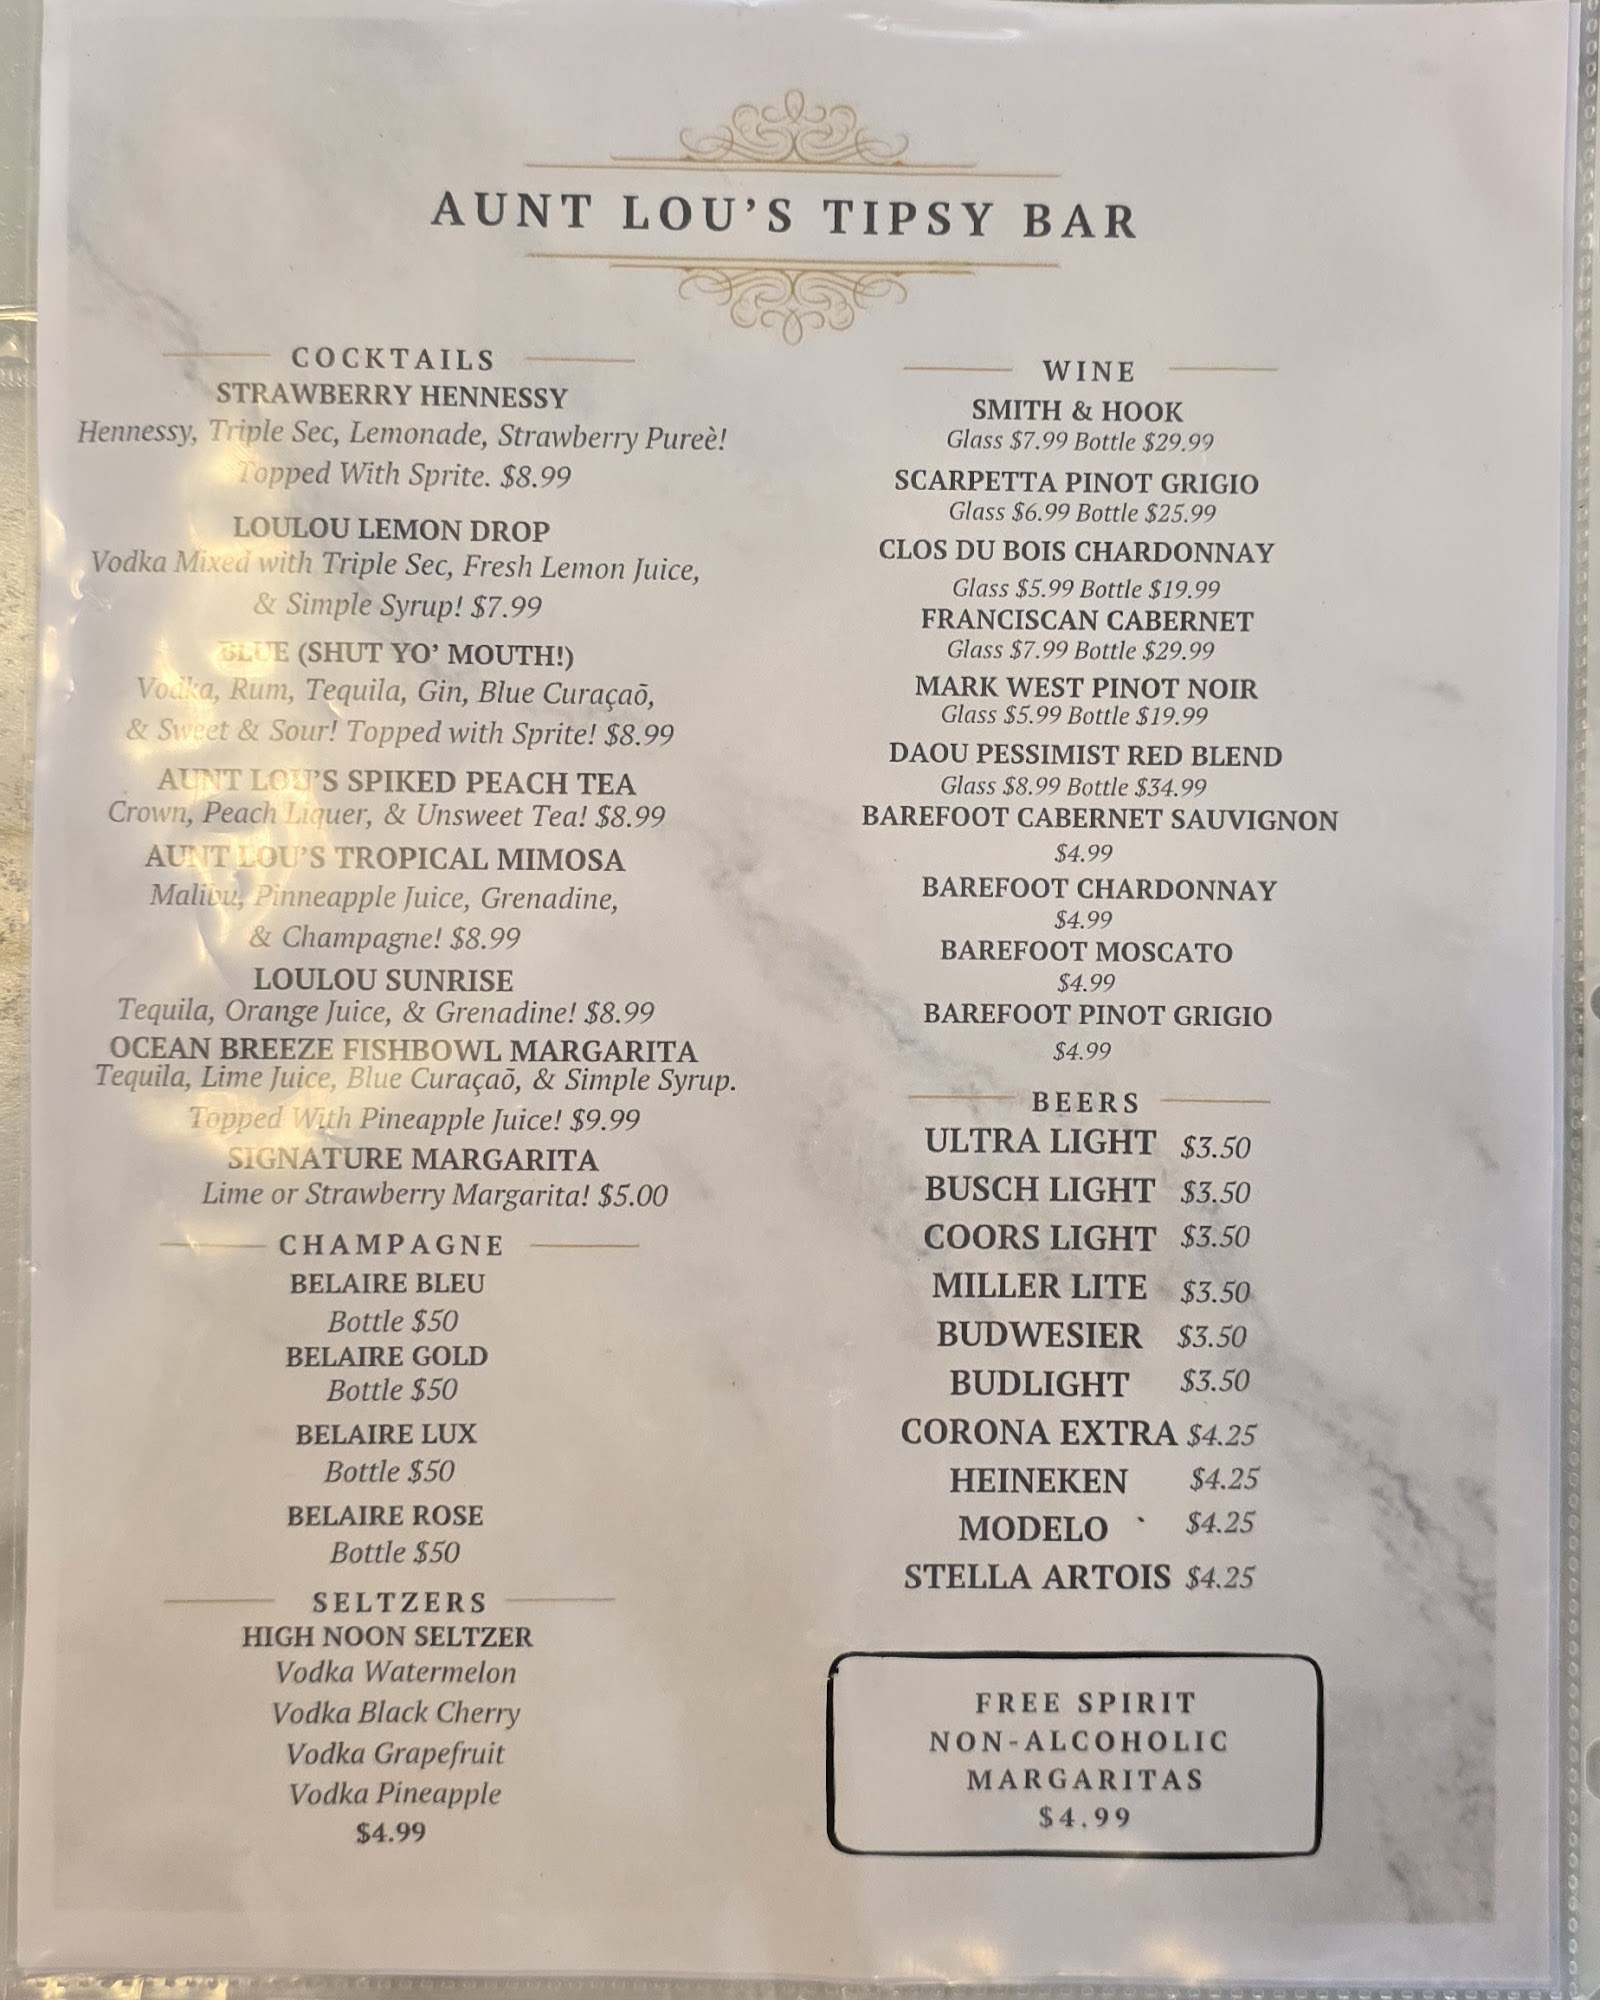 AUNT LOU'S TIPSY BAR
COCKTAILS
STRAWBERRY HENNESSY
Hennessy, Triple Sec, Lemonade, Strawberry Pureè!
Topped With Sprite. $8.99
LOULOU LEMON DROP
Vodka Mixed with Triple Sec, Fresh Lemon Juice,
& Simple Syrup! $7.99
BLUE (SHUT YO' MOUTH!)
Vodka, Rum, Tequila, Gin, Blue Curaçaõ,
& Sweet & Sour! Topped with Sprite! $8.99
AUNT LOU'S SPIKED PEACH TEA
Crown, Peach Liquer, & Unsweet Tea! $8.99
AUNT LOU'S TROPICAL MIMOSA
Malibu, Pinneapple Juice, Grenadine,
& Champagne! $8.99
LOULOU SUNRISE
Tequila, Orange Juice, & Grenadine! $8.99
OCEAN BREEZE FISHBOWL MARGARITA
Tequila, Lime Juice, Blue Curaçaõ, & Simple Syrup.
Topped With Pineapple Juice! $9.99
SIGNATURE MARGARITA
Lime or Strawberry Margarita! $5.00
CHAMPAGNE
BELAIRE BLEU
Bottle $50
BELAIRE GOLD
Bottle $50
BELAIRE LUX
Bottle $50
BELAIRE ROSE
Bottle $50
SELTZERS
HIGH NOON SELTZER
Vodka Watermelon
Vodka Black Cherry
Vodka Grapefruit
Vodka Pineapple
$4.99
WINE
SMITH & HOOK
Glass $7.99 Bottle $29.99
SCARPETTA PINOT GRIGIO
Glass $6.99 Bottle $25.99
CLOS DU BOIS CHARDONNAY
Glass $5.99 Bottle $19.99
FRANCISCAN CABERNET
Glass $7.99 Bottle $29.99
MARK WEST PINOT NOIR
Glass $5.99 Bottle $19.99
DAOU PESSIMIST RED BLEND
Glass $8.99 Bottle $34.99
BAREFOOT CABERNET SAUVIGNON
$4.99
BAREFOOT CHARDONNAY
$4.99
BAREFOOT MOSCATO
$4.99
BAREFOOT PINOT GRIGIO
$4.99
BEERS
ULTRA LIGHT $3.50
BUSCH LIGHT $3.50
COORS LIGHT $3.50
MILLER LITE $3.50
BUDWESIER $3.50
BUDLIGHT $3.50
CORONA EXTRA $4.25
HEINEKEN $4.25
MODELO $4.25
STELLA ARTOIS $4.25
FREE SPIRIT
NON-ALCOHOLIC
MARGARITAS
$4.99